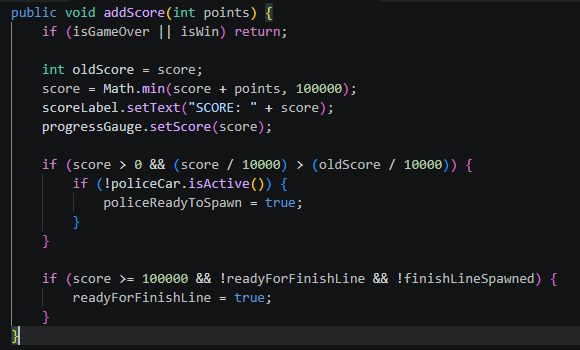 public void addScore(int points) {
if (isGameOver || isWin) return;
int oldScore = score;
score = Math.min(score + points, 100000);
scoreLabel.setText("SCORE: " + score);
progressGauge.setScore(score);
if (score > 0 && (score / 10000) > (oldScore / 10000)) {
if (!policeCar.isActive()) {
policeReadyToSpawn = true;
}
}
if (score >= 100000 && !readyForFinishLine && !finishLineSpawned) {
readyForFinishLine = true;
}
}